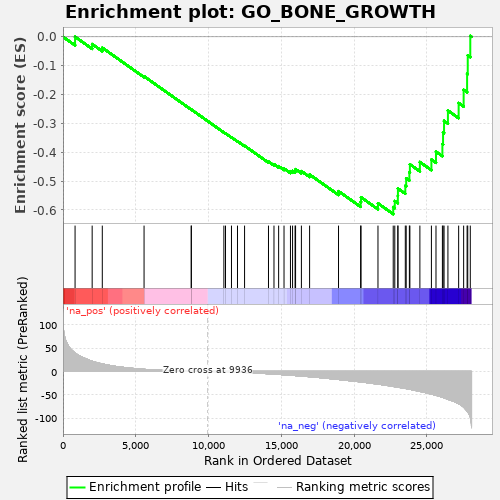 Enrichment plot: GO_BONE_GROWTH
Enrichment score (ES)
0.0
-0.1
-0.2
-0.3
-0.4
-0.5
-0.6
'na_pos' (positively correlated)
Ranked list metric (PreRanked)
100
50
0
-50
-100
Zero cross at 9936
'na_neg' (negatively correlated)
0
5,000
10,000
15,000
20,000
25,000
Rank in Ordered Dataset
Enrichment profile
Hits
Ranking metric scores